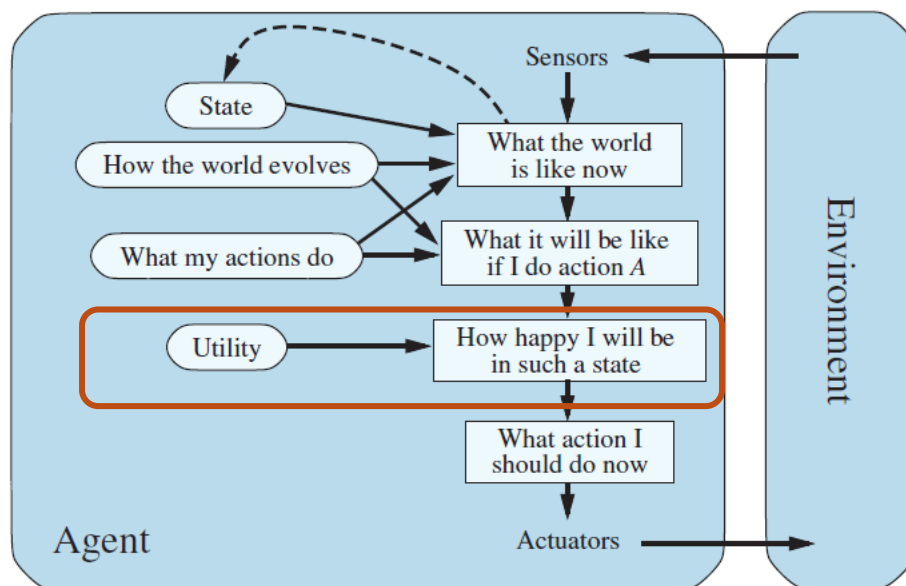 Sensors
State
What the world
is like now
How the world evolves
What my actions do
What it will be like
if I do action A
Utility
How happy I will be
in such a state
What action I
should do now
Agent
Actuators
Environment